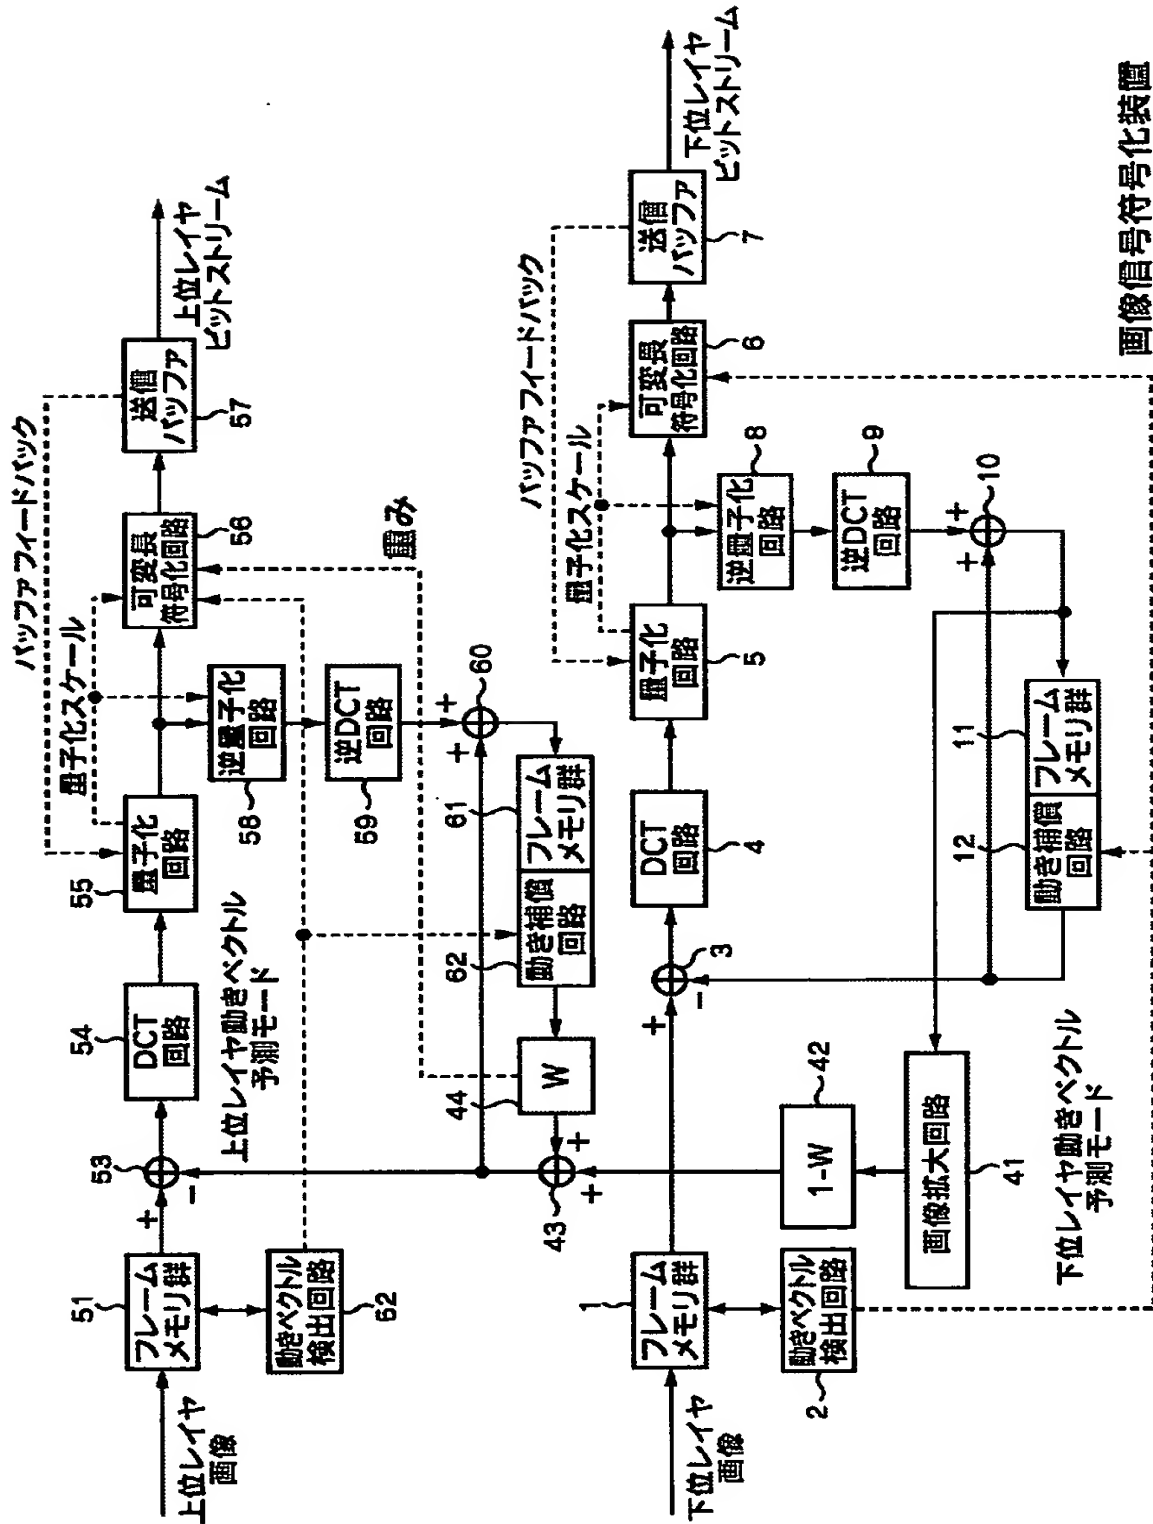 上位レイヤ
画像
51
フレーム
メモリ群
動きベクトル
検出回路
62
+
-
53
54
DCT
回路
上位レイヤ動きベクトル
予測モード
55
量子化
回路
量子化スケール
バッファフィードバック
可変長
符号化回路
56
送信
バッファ
57
上位レイヤ
ビットストリーム
58
逆量子化
回路
59
逆DCT
回路
+
+
60
61
フレーム
メモリ群
62
動き補償
回路
重み
44
W
+
+
43
下位レイヤ
画像
1
フレーム
メモリ群
2
動きベクトル
検出回路
+
-
3
DCT
回路
4
量子化
回路
5
量子化スケール
バッファフィードバック
可変長
符号化回路
6
送信
バッファ
7
下位レイヤ
ビットストリーム
逆量子化
回路
8
逆DCT
回路
9
+
+
10
11
フレーム
メモリ群
12
動き補償
回路
1-W
42
画像拡大回路
41
下位レイヤ動きベクトル
予測モード
画像信号符号化装置